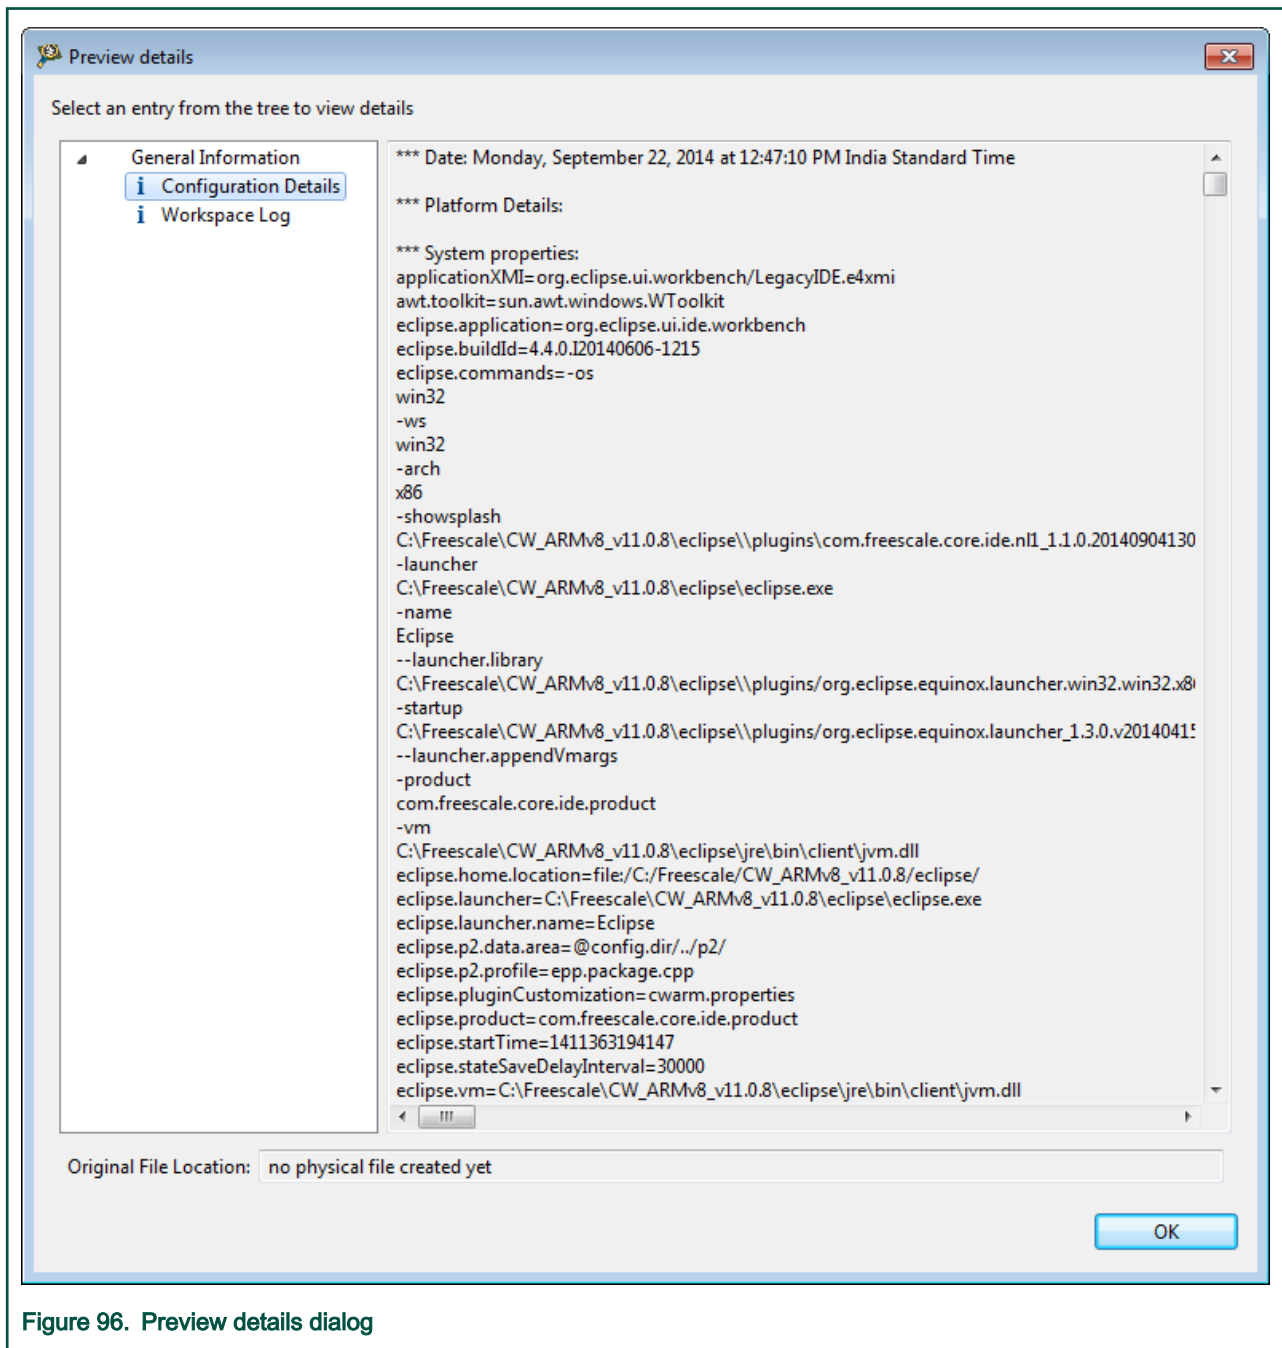 Preview details
Select an entry from the tree to view details
General Information
Configuration Details
Workspace Log
*** Date: Monday, September 22, 2014 at 12:47:10 PM India Standard Time
*** Platform Details:
*** System properties:
applicationXMI=org.eclipse.ui.workbench/LegacyIDE.e4xmi
awt.toolkit=sun.awt.windows.WToolkit
eclipse.application=org.eclipse.ui.ide.workbench
eclipse.buildId=4.4.0.I20140606-1215
eclipse.commands=-os
win32
-ws
win32
-arch
x86
-showsplash
C:\Freescale\CW_ARMv8_v11.0.8\eclipse\\plugins\com.freescale.core.ide.nl1_1.1.0.20140904130
-launcher
C:\Freescale\CW_ARMv8_v11.0.8\eclipse\eclipse.exe
-name
Eclipse
--launcher.library
C:\Freescale\CW_ARMv8_v11.0.8\eclipse\\plugins/org.eclipse.equinox.launcher.win32.win32.x8
-startup
C:\Freescale\CW_ARMv8_v11.0.8\eclipse\\plugins/org.eclipse.equinox.launcher_1.3.0.v2014041
--launcher.appendVmargs
-product
com.freescale.core.ide.product
-vm
C:\Freescale\CW_ARMv8_v11.0.8\eclipse\jre\bin\client\jvm.dll
eclipse.home.location=file:/C:/Freescale/CW_ARMv8_v11.0.8/eclipse/
eclipse.launcher=C:\Freescale\CW_ARMv8_v11.0.8\eclipse\eclipse.exe
eclipse.launcher.name=Eclipse
eclipse.p2.data.area=@config.dir/../p2/
eclipse.p2.profile=epp.package.cpp
eclipse.pluginCustomization=cwarm.properties
eclipse.product=com.freescale.core.ide.product
eclipse.startTime=1411363194147
eclipse.stateSaveDelayInterval=30000
eclipse.vm=C:\Freescale\CW_ARMv8_v11.0.8\eclipse\jre\bin\client\jvm.dll
Original File Location: no physical file created yet
OK
Figure 96. Preview details dialog